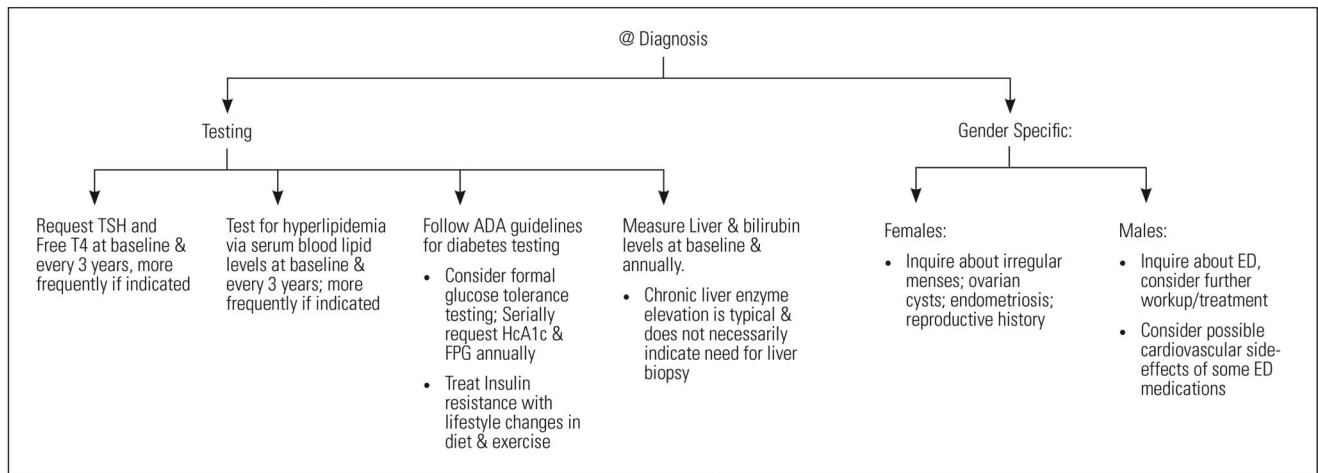 @ Diagnosis
Testing
Gender Specific:
Request TSH and
Free T4 at baseline &
every 3 years, more
frequently if indicated
Test for hyperlipidemia
via serum blood lipid
levels at baseline &
every 3 years; more
frequently if indicated
Follow ADA guidelines
for diabetes testing
• Consider formal
glucose tolerance
testing; Serially
request HcA1c &
FPG annually
• Treat Insulin
resistance with
lifestyle changes in
diet & exercise
Measure Liver & bilirubin
levels at baseline &
annually.
• Chronic liver enzyme
elevation is typical &
does not necessarily
indicate need for liver
biopsy
Females:
• Inquire about irregular
menses; ovarian
cysts; endometriosis;
reproductive history
Males:
• Inquire about ED,
consider further
workup/treatment
• Consider possible
cardiovascular side-
effects of some ED
medications